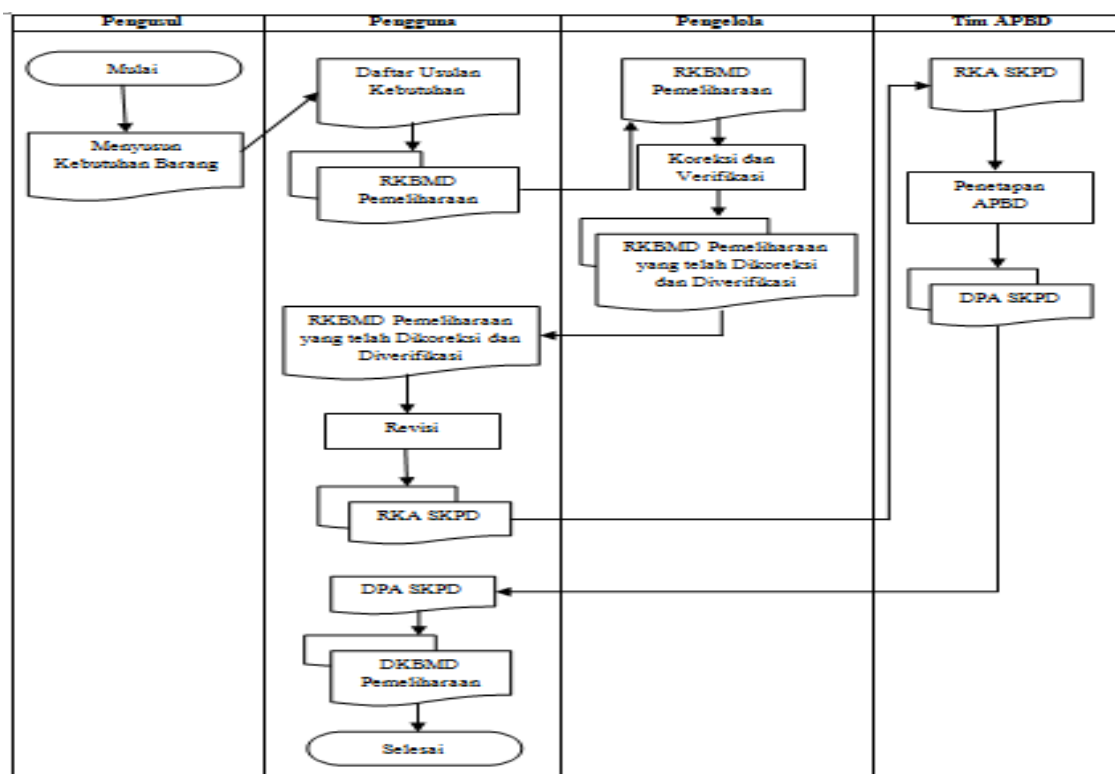 Pengusul
Pengguna
Pengelola
Tim APBD
Mulai
Menyusun
Kebutuhan Barang
Daftar Usulan
Kebutuhan
RKBMD
Pemeliharaan
RKBMD
Pemeliharaan
Koreksi dan
Verifikasi
RKBMD Pemeliharaan
yang telah Dikoreksi
dan Diverifikasi
RKBMD Pemeliharaan
yang telah Dikoreksi dan
Diverifikasi
Revisi
RKA SKPD
RKA SKPD
Penetapan
APBD
DPA SKPD
DPA SKPD
DKBMD
Pemeliharaan
Selesai